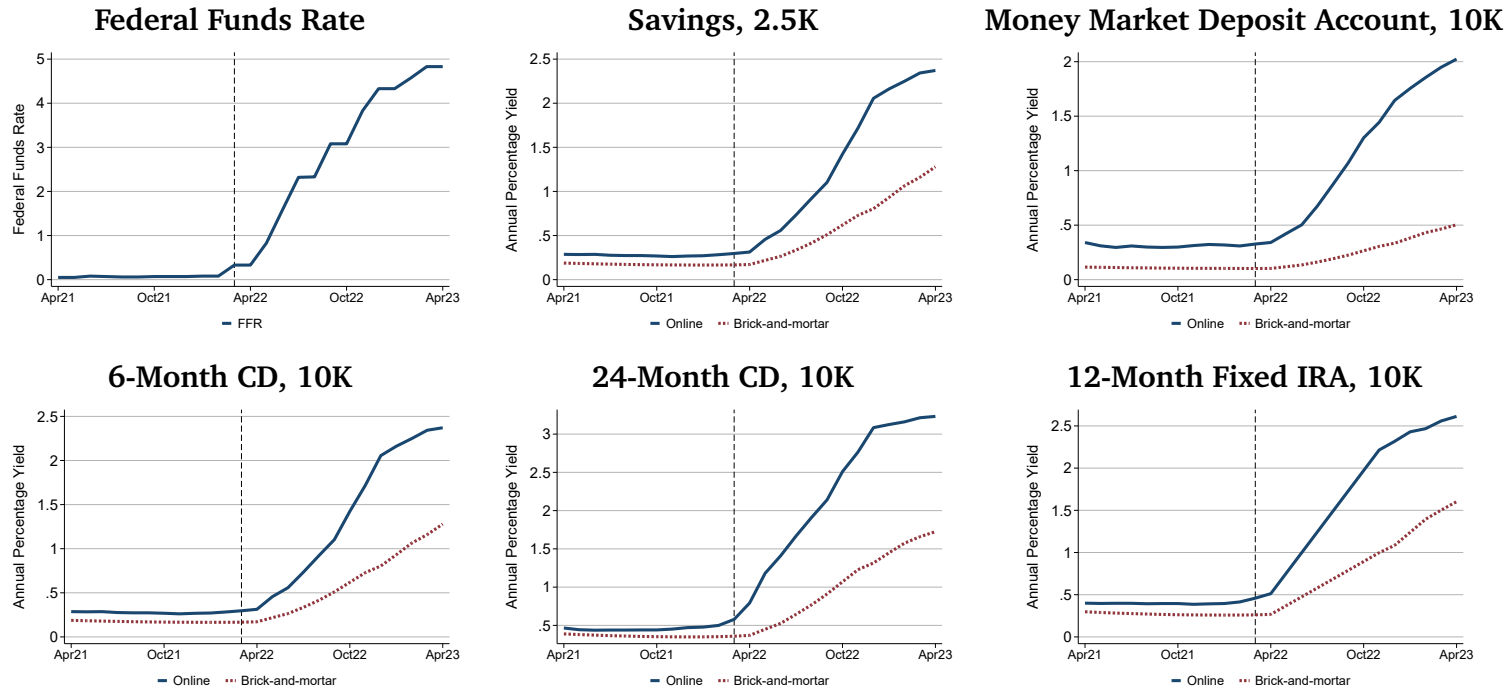 Federal Funds Rate
Federal Funds Rate
5
4
3
2
1
0
Apr21 Oct21 Apr22 Oct22 Apr23
FFR
Savings, 2.5K
Annual Percentage Yield
2.5
2
1.5
1
.5
0
Apr21 Oct21 Apr22 Oct22 Apr23
Online Brick-and-mortar
Money Market Deposit Account, 10K
Annual Percentage Yield
2
1.5
1
.5
0
Apr21 Oct21 Apr22 Oct22 Apr23
Online Brick-and-mortar
6-Month CD, 10K
Annual Percentage Yield
2.5
2
1.5
1
.5
0
Apr21 Oct21 Apr22 Oct22 Apr23
Online Brick-and-mortar
24-Month CD, 10K
Annual Percentage Yield
3
2.5
2
1.5
1
.5
Apr21 Oct21 Apr22 Oct22 Apr23
Online Brick-and-mortar
12-Month Fixed IRA, 10K
Annual Percentage Yield
2.5
2
1.5
1
.5
0
Apr21 Oct21 Apr22 Oct22 Apr23
Online Brick-and-mortar